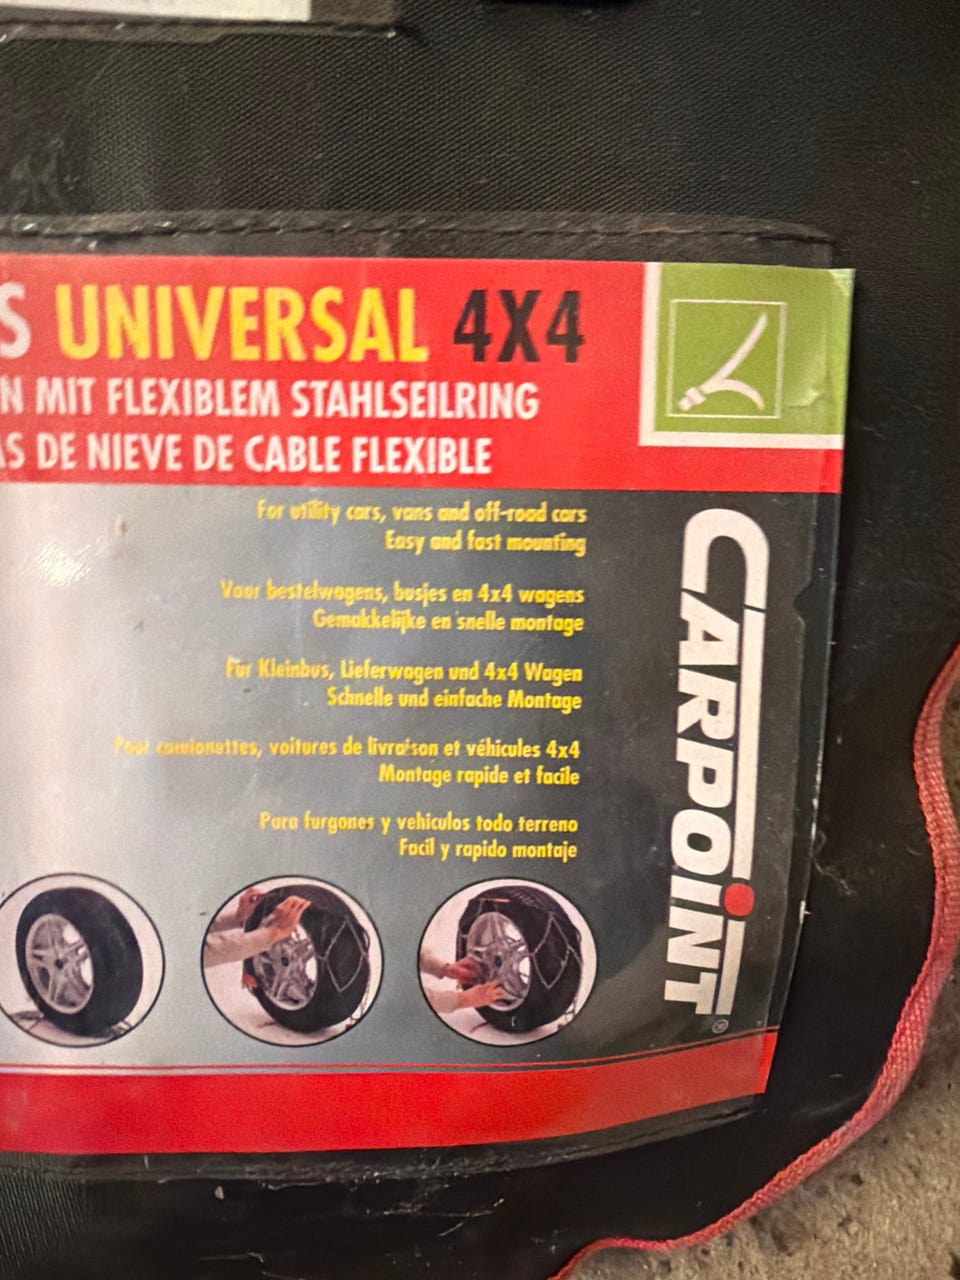 S UNIVERSAL 4X4
N MIT FLEXIBLEM STAHLSEILRING
AS DE NIEVE DE CABLE FLEXIBLE
For utility cars, vans and off-road cars
Easy and fast mounting
Voor bestelwagens, busjes en 4x4 wagens
Gemakkelijke en snelle montage
Für Kleinbus, Lieferwagen und 4x4 Wagen
Schnelle und einfache Montage
Pour camionettes, voitures de livraison et véhicules 4x4
Montage rapide et facile
Para furgones y vehiculos todo terreno
Facil y rapido montaje
CARPOiNT®